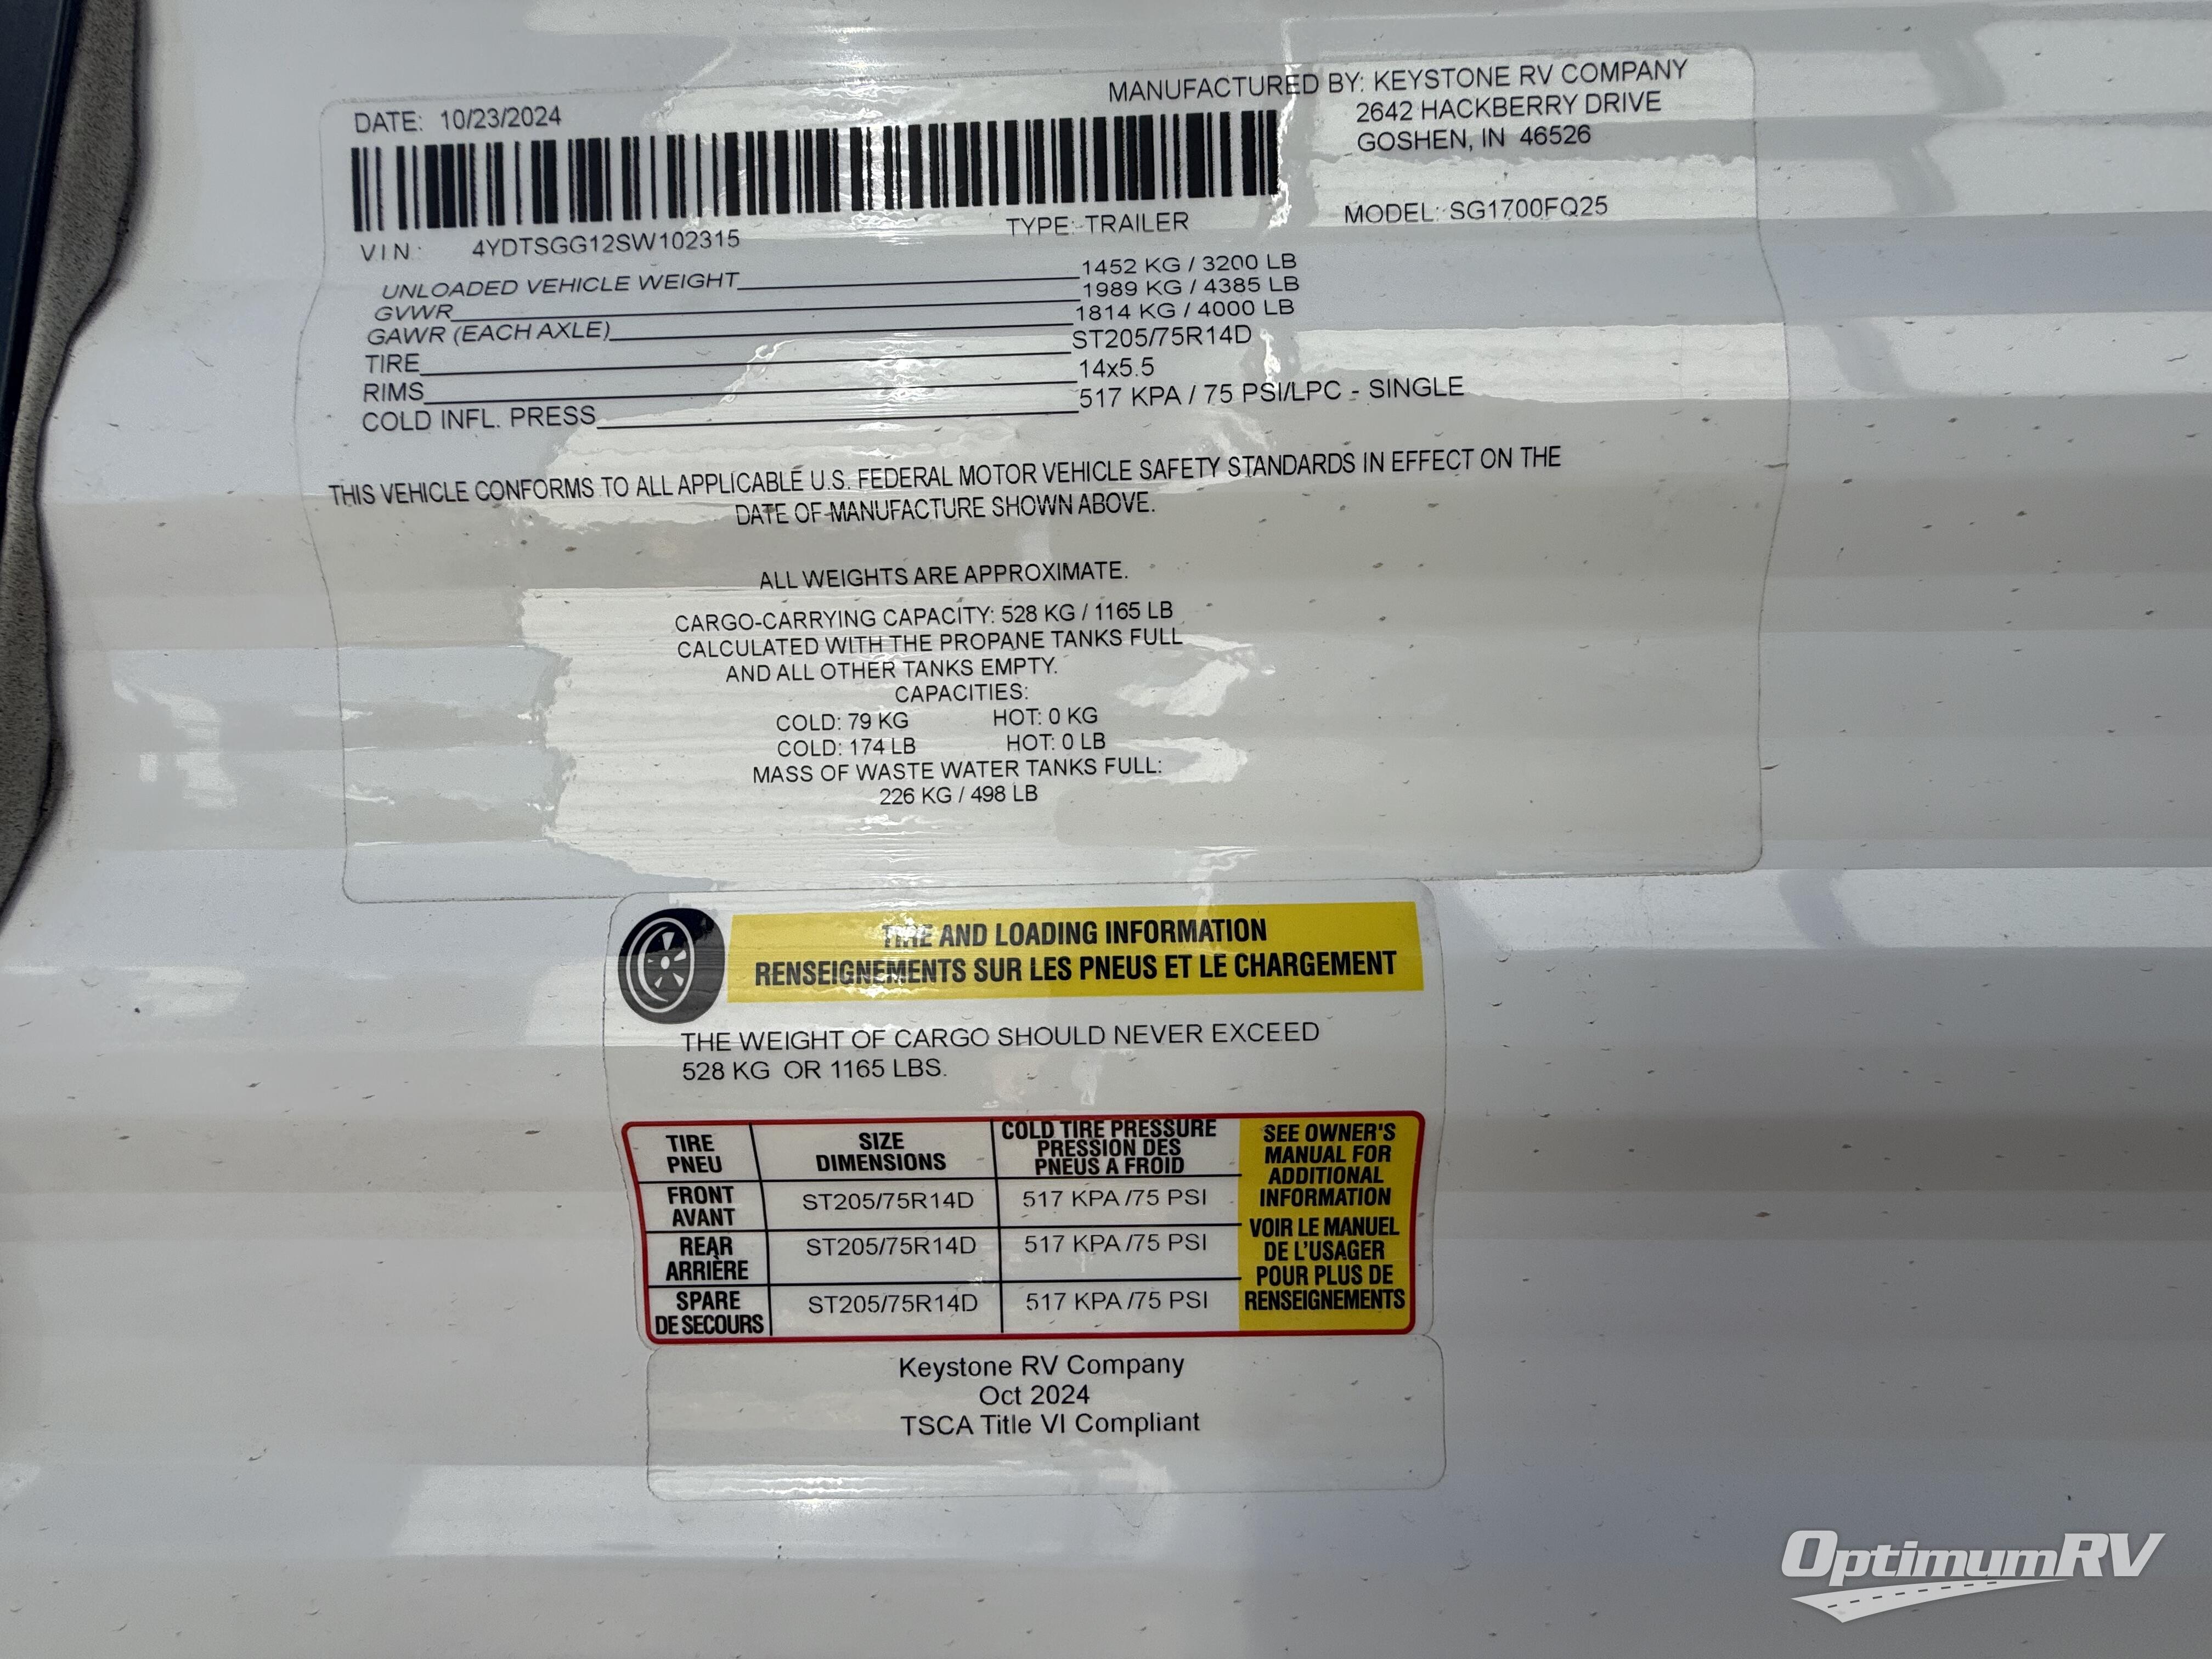 MANUFACTURED BY: KEYSTONE RV COMPANY
2642 HACKBERRY DRIVE
GOSHEN, IN 46526
DATE: 10/23/2024
MODEL: SG1700FQ25
TYPE: TRAILER
VIN: 4YDTSGG12SW102315
UNLOADED VEHICLE WEIGHT 1452 KG / 3200 LB
GVWR 1989 KG / 4385 LB
GAWR (EACH AXLE) 1814 KG / 4000 LB
TIRE ST205/75R14D
RIMS 14x5.5
COLD INFL. PRESS 517 KPA / 75 PSI/LPC - SINGLE
THIS VEHICLE CONFORMS TO ALL APPLICABLE U.S. FEDERAL MOTOR VEHICLE SAFETY STANDARDS IN EFFECT ON THE
DATE OF MANUFACTURE SHOWN ABOVE.
ALL WEIGHTS ARE APPROXIMATE.
CARGO-CARRYING CAPACITY: 528 KG / 1165 LB
CALCULATED WITH THE PROPANE TANKS FULL
AND ALL OTHER TANKS EMPTY.
CAPACITIES:
COLD: 79 KG HOT: 0 KG
COLD: 174 LB HOT: 0 LB
MASS OF WASTE WATER TANKS FULL:
226 KG / 498 LB
TIRE AND LOADING INFORMATION
RENSEIGNEMENTS SUR LES PNEUS ET LE CHARGEMENT
THE WEIGHT OF CARGO SHOULD NEVER EXCEED
528 KG OR 1165 LBS.
TIRE
PNEU
SIZE
DIMENSIONS
COLD TIRE PRESSURE
PRESSION DES
PNEUS A FROID
FRONT
AVANT
ST205/75R14D
517 KPA /75 PSI
REAR
ARRIÈRE
ST205/75R14D
517 KPA /75 PSI
SPARE
DE SECOURS
ST205/75R14D
517 KPA /75 PSI
SEE OWNER'S
MANUAL FOR
ADDITIONAL
INFORMATION
VOIR LE MANUEL
DE L'USAGER
POUR PLUS DE
RENSEIGNEMENTS
Keystone RV Company
Oct 2024
TSCA Title VI Compliant
OptimumRV